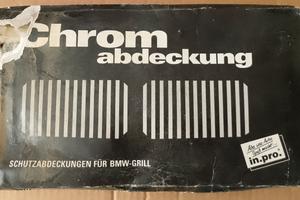 Chrom
abdeckung
SCHUTZABDECKUNGEN FÜR BMW-GRILL
in.pro.